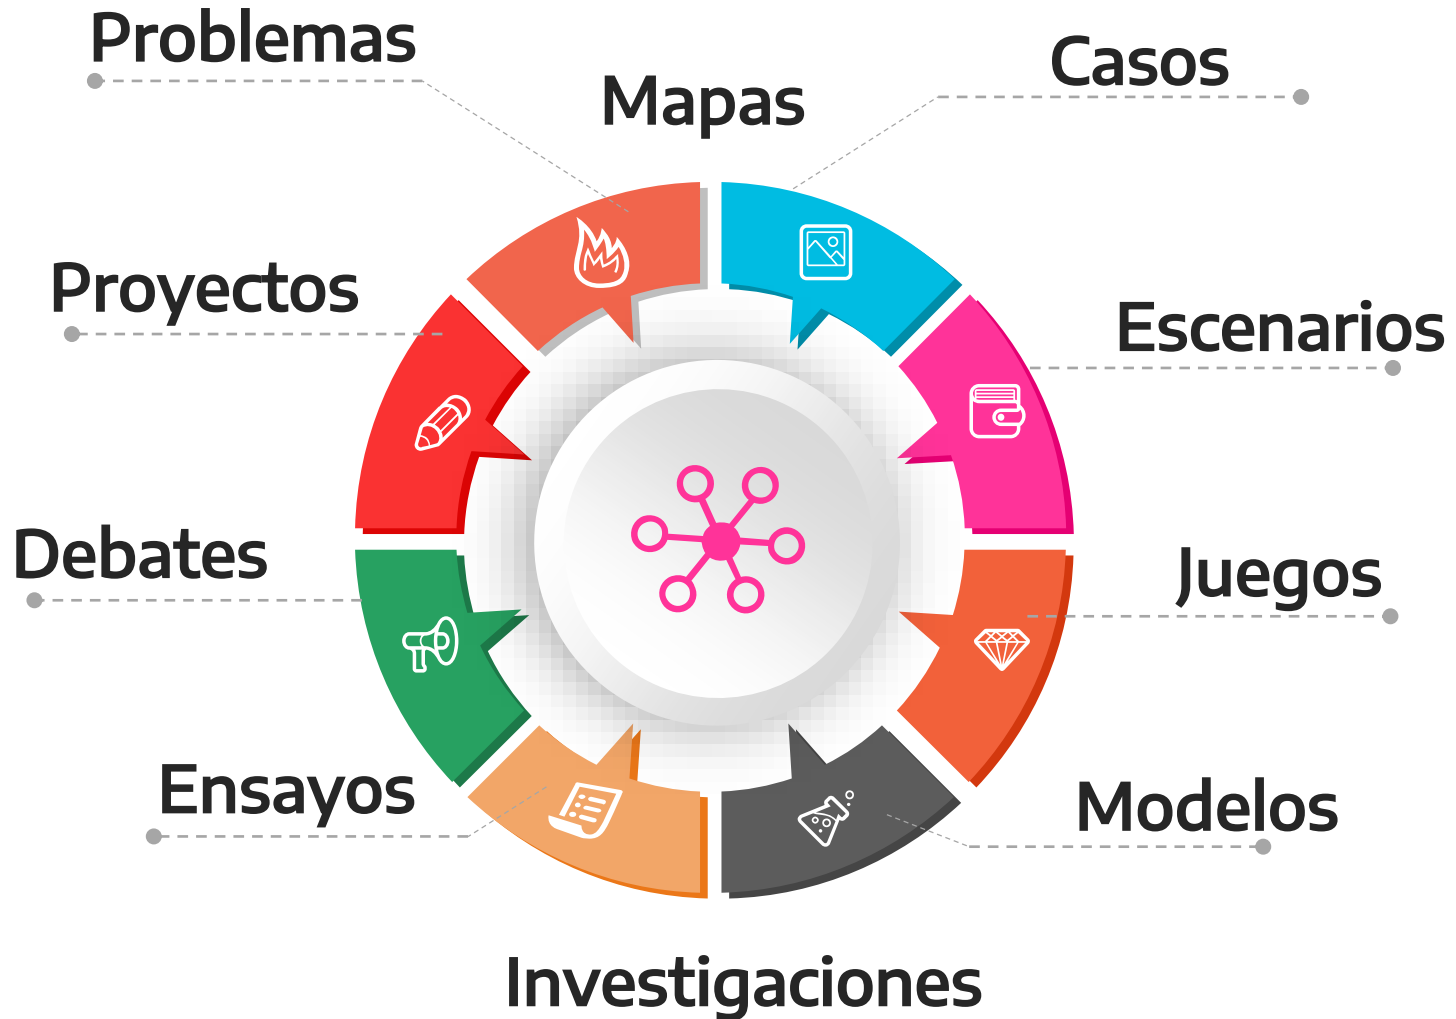 Problemas
Casos
Mapas
Proyectos
Escenarios
Debates
Juegos
Ensayos
Modelos
Investigaciones